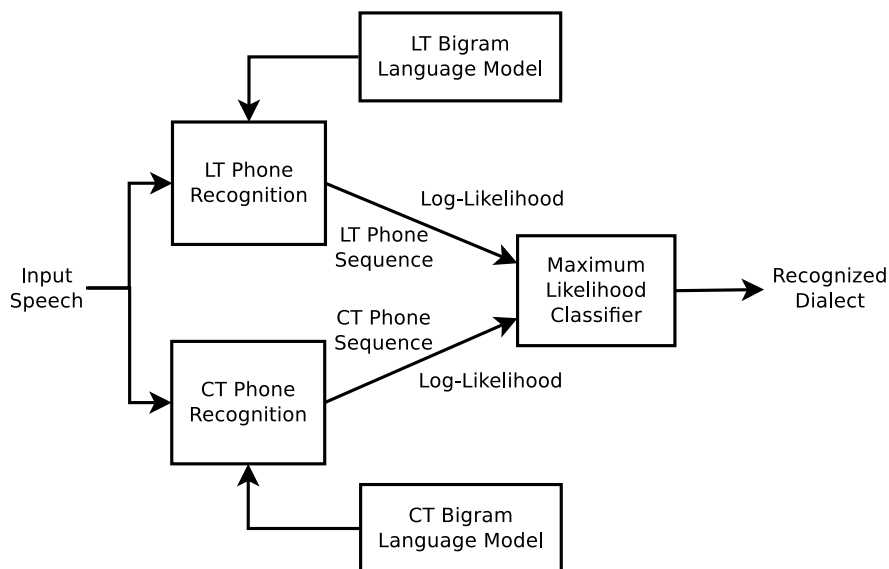 LT Bigram
Language Model
LT Phone
Recognition
Log-Likelihood
LT Phone
Sequence
Input
Speech
Maximum
Likelihood
Classifier
Recognized
Dialect
CT Phone
Sequence
Log-Likelihood
CT Phone
Recognition
CT Bigram
Language Model